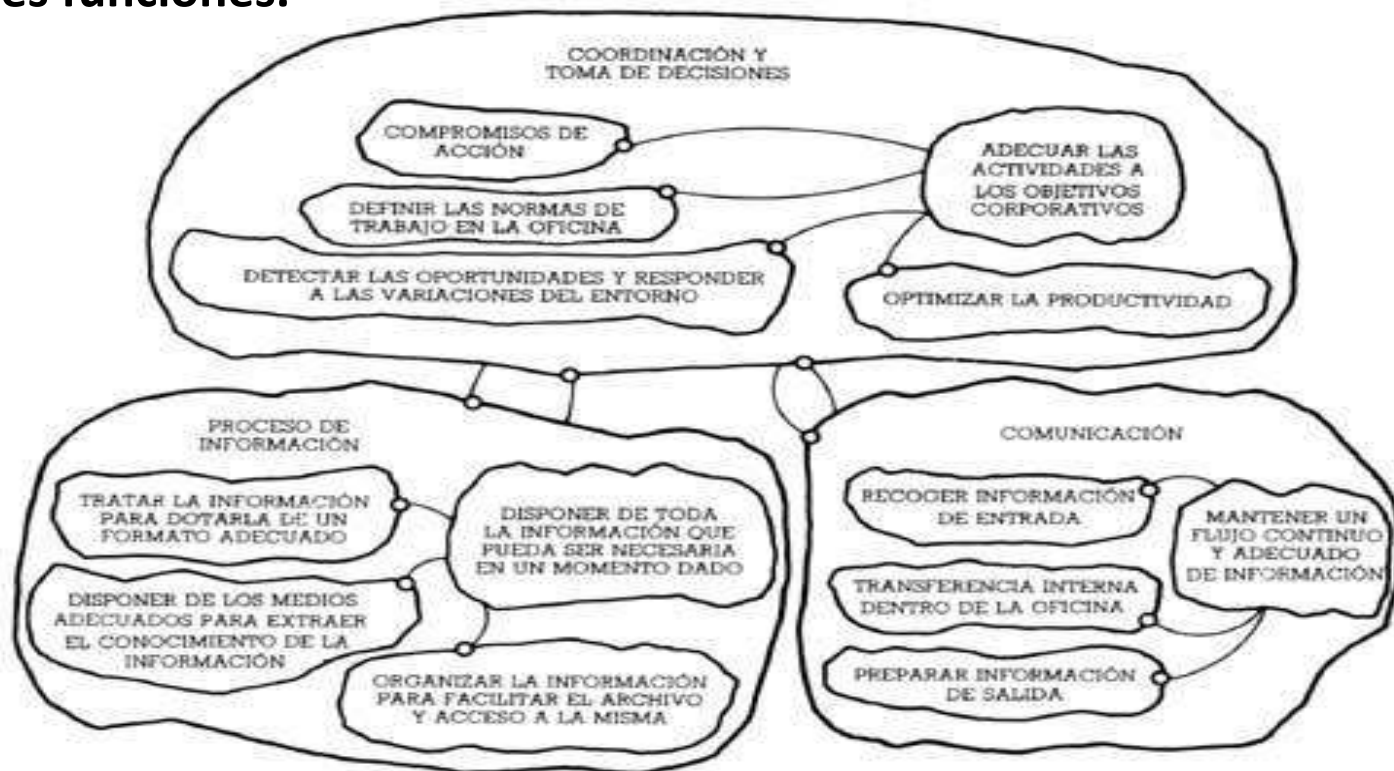 es funciones.
COORDINACIÓN Y
TOMA DE DECISIONES
COMPROMISOS DE
ACCIÓN
ADECUAR LAS
ACTIVIDADES A
LOS OBJETIVOS
CORPORATIVOS
DEFINIR LAS NORMAS DE
TRABAJO EN LA OFICINA
DETECTAR LAS OPORTUNIDADES Y RESPONDER
A LAS VARIACIONES DEL ENTORNO
OPTIMIZAR LA PRODUCTIVIDAD
PROCESO DE
INFORMACIÓN
TRATAR LA INFORMACIÓN
PARA DOTARLA DE UN
FORMATO ADECUADO
DISPONER DE TODA
LA INFORMACIÓN QUE
PUEDA SER NECESARIA
EN UN MOMENTO DADO
DISPONER DE LOS MEDIOS
ADECUADOS PARA EXTRAER
EL CONOCIMIENTO DE LA
INFORMACIÓN
ORGANIZAR LA INFORMACIÓN
PARA FACILITAR EL ARCHIVO
Y ACCESO A LA MISMA
COMUNICACIÓN
RECOGER INFORMACIÓN
DE ENTRADA
MANTENER UN
FLUJO CONTINUO
Y ADECUADO
DE INFORMACIÓN
TRANSFERENCIA INTERNA
DENTRO DE LA OFICINA
PREPARAR INFORMACIÓN
DE SALIDA